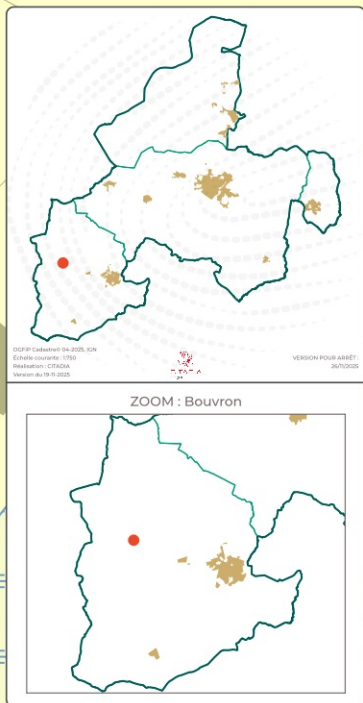 DGFIP Cadastre® 04-2025, IGN
Échelle courante : 1:750
Réalisation : CITADIA
Version du 19-11-2025
CITADIA
VERSION POUR ARRÊT :
26/11/2025
ZOOM : Bouvron